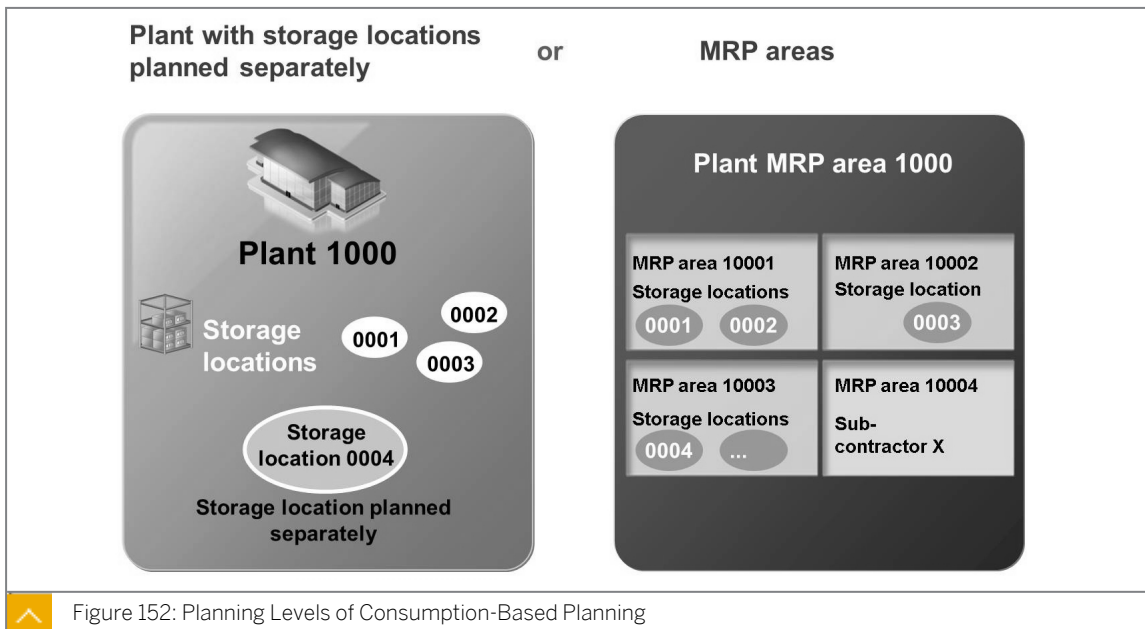 Plant with storage locations
planned separately
or
MRP areas
Plant 1000
Storage
locations
0001
0002
0003
Storage
location 0004
Storage location planned
separately
Plant MRP area 1000
MRP area 10001
Storage locations
0001 0002
MRP area 10002
Storage location
0003
MRP area 10003
Storage locations
0004 ...
MRP area 10004
Sub-
contractor X
Figure 152: Planning Levels of Consumption-Based Planning